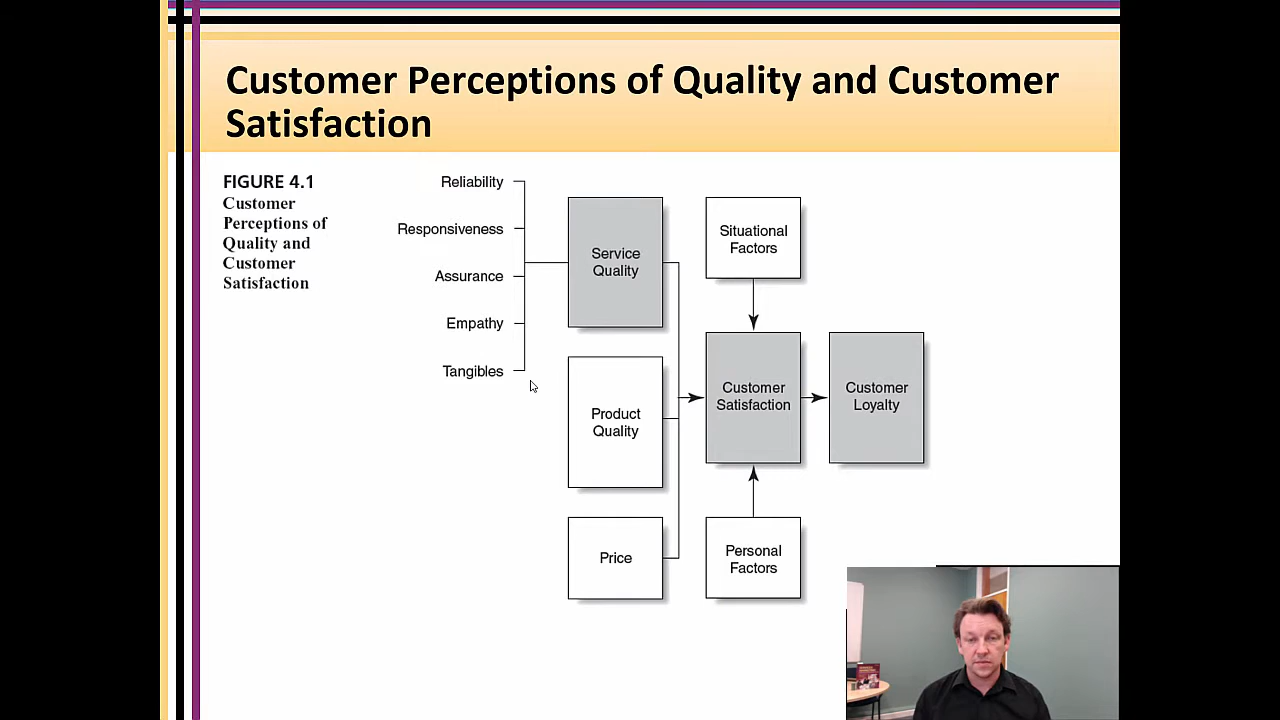 Customer Perceptions of Quality and Customer
Satisfaction
FIGURE 4.1
Customer
Perceptions of
Quality and
Customer
Satisfaction
Reliability
Responsiveness
Assurance
Empathy
Tangibles
Service
Quality
Product
Quality
Price
Situational
Factors
Customer
Satisfaction
Personal
Factors
Customer
Loyalty